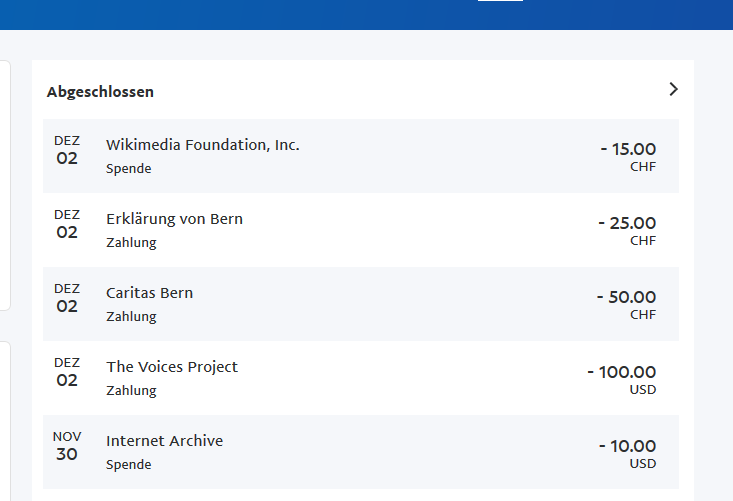 Abgeschlossen
DEZ
02
Wikimedia Foundation, Inc.
Spende
- 15.00
CHF
DEZ
02
Erklärung von Bern
Zahlung
- 25.00
CHF
DEZ
02
Caritas Bern
Zahlung
- 50.00
CHF
DEZ
02
The Voices Project
Zahlung
- 100.00
USD
NOV
30
Internet Archive
Spende
- 10.00
USD